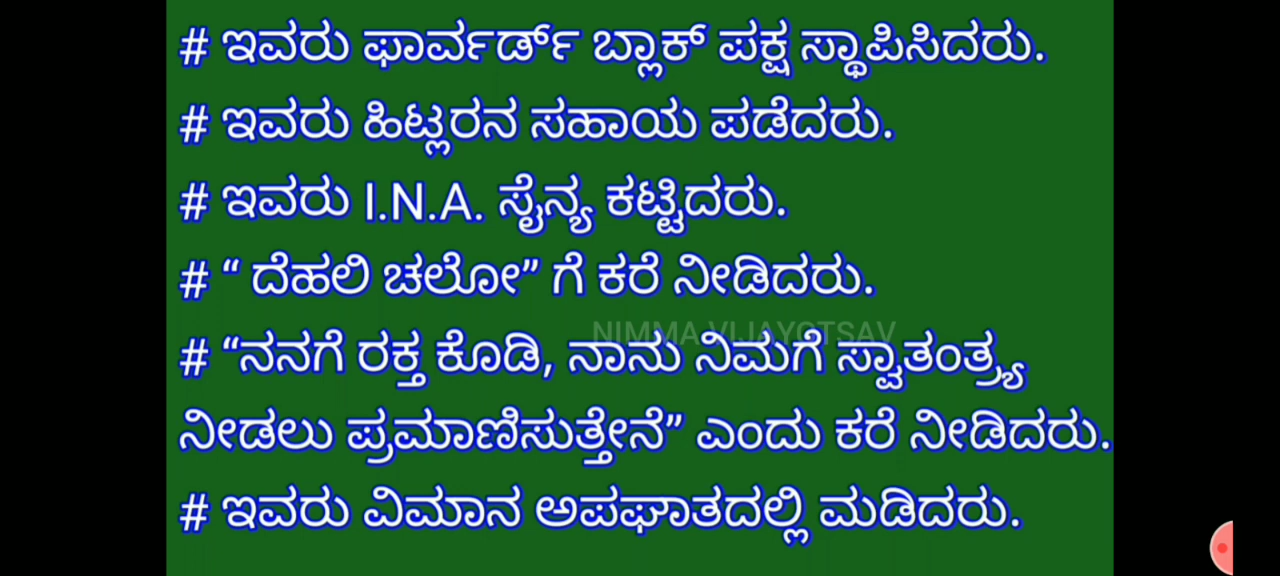 # ಇವರು ಫಾರ್ವರ್ಡ್ ಬ್ಲಾಕ್ ಪಕ್ಷ ಸ್ಥಾಪಿಸಿದರು.
# ಇವರು ಹಿಟ್ಲರನ ಸಹಾಯ ಪಡೆದರು.
# ಇವರು I.N.A. ಸೈನ್ಯ ಕಟ್ಟಿದರು.
# “ ದೆಹಲಿ ಚಲೋ” ಗೆ ಕರೆ ನೀಡಿದರು.
NIMMA VIJAYOTSAV
# “ನನಗೆ ರಕ್ತ ಕೊಡಿ, ನಾನು ನಿಮಗೆ ಸ್ವಾತಂತ್ರ್ಯ
ನೀಡಲು ಪ್ರಮಾಣಿಸುತ್ತೇನೆ” ಎಂದು ಕರೆ ನೀಡಿದರು.
# ಇವರು ವಿಮಾನ ಅಪಘಾತದಲ್ಲಿ ಮಡಿದರು.